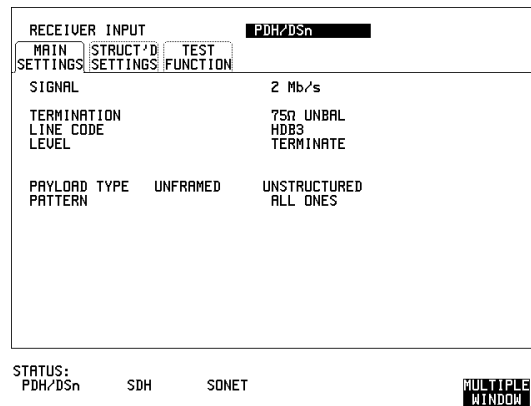 RECEIVER INPUT PDH/DSn
MAIN SETTINGS STRUCT'D SETTINGS TEST FUNCTION
SIGNAL 2 Mb/s
TERMINATION 75Ω UNBAL
LINE CODE HDB3
LEVEL TERMINATE
PAYLOAD TYPE UNFRAMED UNSTRUCTURED
PATTERN ALL ONES
STATUS:
PDH/DSn SDH SONET MULTIPLE WINDOW